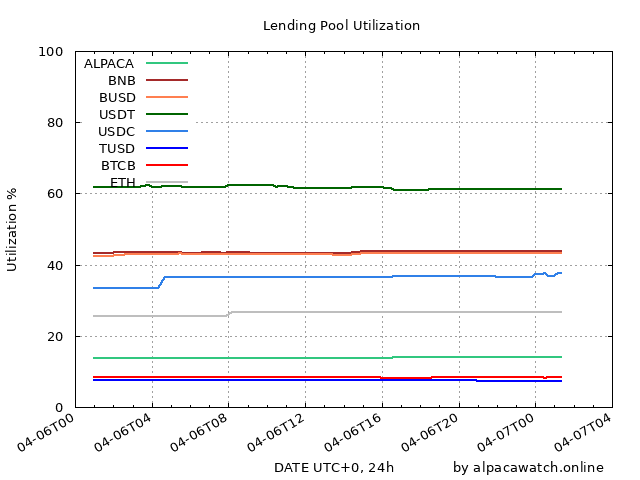 Lending Pool Utilization
100
80
60
40
20
0
Utilization %
ALPACA
BNB
BUSD
USDT
USDC
TUSD
BTCB
ETH
04-06T00
04-06T04
04-06T08
04-06T12
04-06T16
04-06T20
04-07T00
04-07T04
DATE UTC+0, 24h
by alpacawatch.online